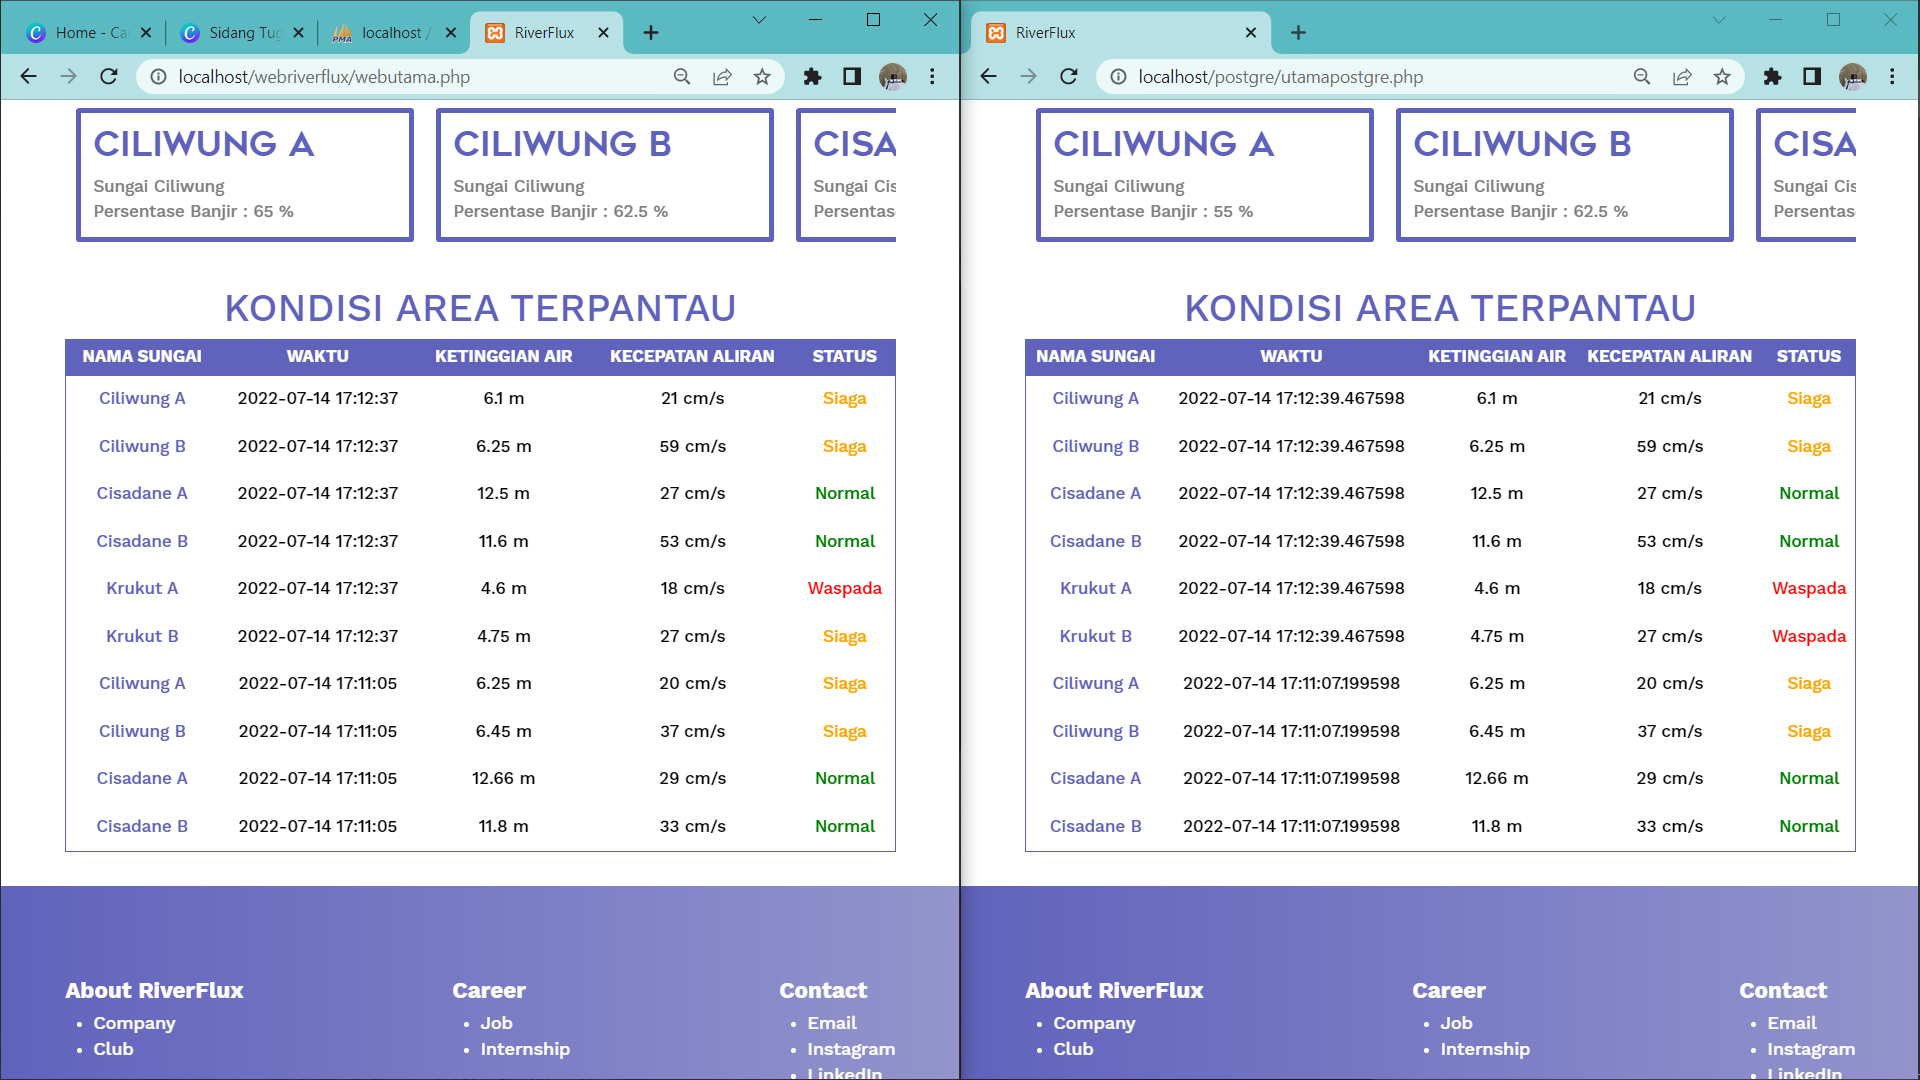 Home - Ca
Sidang Tug
localhost /
RiverFlux
localhost/webriverflux/webutama.php
CILIWUNG A
Sungai Ciliwung
Persentase Banjir : 65 %
CILIWUNG B
Sungai Ciliwung
Persentase Banjir : 62.5 %
CISA
Sungai Cis
Persentas
KONDISI AREA TERPANTAU
NAMA SUNGAI WAKTU KETINGGIAN AIR KECEPATAN ALIRAN STATUS
Ciliwung A 2022-07-14 17:12:37 6.1 m 21 cm/s Siaga
Ciliwung B 2022-07-14 17:12:37 6.25 m 59 cm/s Siaga
Cisadane A 2022-07-14 17:12:37 12.5 m 27 cm/s Normal
Cisadane B 2022-07-14 17:12:37 11.6 m 53 cm/s Normal
Krukut A 2022-07-14 17:12:37 4.6 m 18 cm/s Waspada
Krukut B 2022-07-14 17:12:37 4.75 m 27 cm/s Siaga
Ciliwung A 2022-07-14 17:11:05 6.25 m 20 cm/s Siaga
Ciliwung B 2022-07-14 17:11:05 6.45 m 37 cm/s Siaga
Cisadane A 2022-07-14 17:11:05 12.66 m 29 cm/s Normal
Cisadane B 2022-07-14 17:11:05 11.8 m 33 cm/s Normal
About RiverFlux
• Company
• Club
Career
• Job
• Internship
Contact
• Email
• Instagram
• LinkedIn
RiverFlux
localhost/postgre/utamapostgre.php
CILIWUNG A
Sungai Ciliwung
Persentase Banjir : 55 %
CILIWUNG B
Sungai Ciliwung
Persentase Banjir : 62.5 %
CISA
Sungai Cis
Persentas
KONDISI AREA TERPANTAU
NAMA SUNGAI WAKTU KETINGGIAN AIR KECEPATAN ALIRAN STATUS
Ciliwung A 2022-07-14 17:12:39.467598 6.1 m 21 cm/s Siaga
Ciliwung B 2022-07-14 17:12:39.467598 6.25 m 59 cm/s Siaga
Cisadane A 2022-07-14 17:12:39.467598 12.5 m 27 cm/s Normal
Cisadane B 2022-07-14 17:12:39.467598 11.6 m 53 cm/s Normal
Krukut A 2022-07-14 17:12:39.467598 4.6 m 18 cm/s Waspada
Krukut B 2022-07-14 17:12:39.467598 4.75 m 27 cm/s Waspada
Ciliwung A 2022-07-14 17:11:07.199598 6.25 m 20 cm/s Siaga
Ciliwung B 2022-07-14 17:11:07.199598 6.45 m 37 cm/s Siaga
Cisadane A 2022-07-14 17:11:07.199598 12.66 m 29 cm/s Normal
Cisadane B 2022-07-14 17:11:07.199598 11.8 m 33 cm/s Normal
About RiverFlux
• Company
• Club
Career
• Job
• Internship
Contact
• Email
• Instagram
• LinkedIn